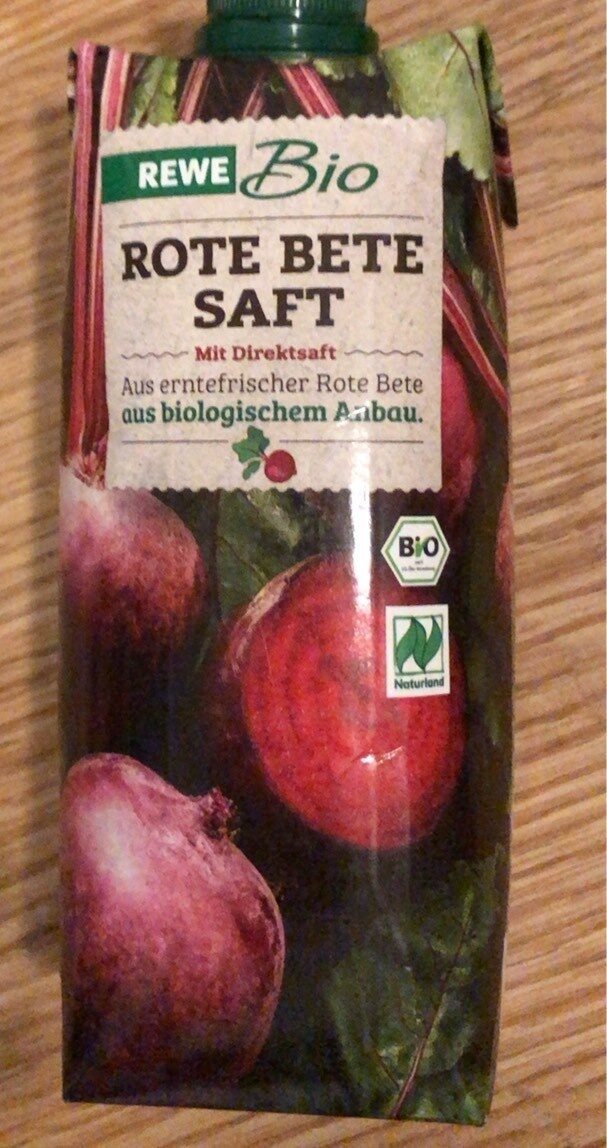 REWE Bio
ROTE BETE
SAFT
Mit Direktsaft
Aus erntefrischer Rote Bete
aus biologischem Anbau.
BiO
Naturland